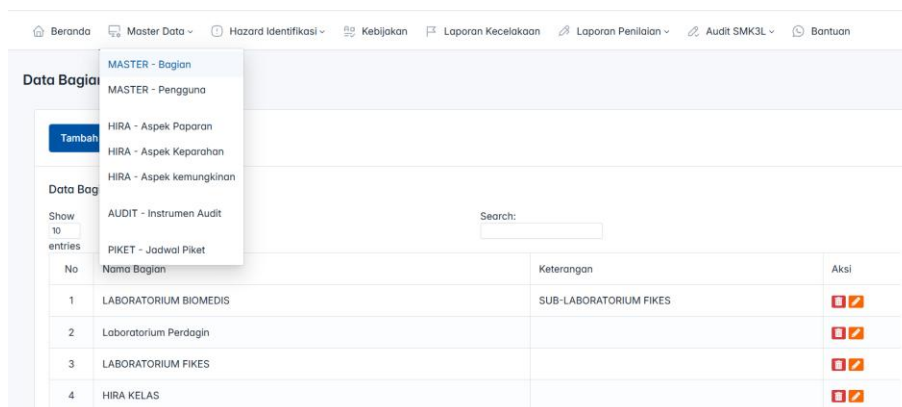 Beranda Master Data Hazard Identifikasi Kebijakan Laporan Kecelakaan Laporan Penilaian Audit SMK3L Bantuan
Data Bagian
MASTER - Bagian
MASTER - Pengguna
HIRA - Aspek Paparan
HIRA - Aspek Keparahan
HIRA - Aspek kemungkinan
AUDIT - Instrumen Audit
PIKET - Jadwal Piket
Tambah
Data Bag
Show
10
entries
Search:
No Nama Bagian Keterangan Aksi
1 LABORATORIUM BIOMEDIS SUB-LABORATORIUM FIKES
2 Laboratorium Perdagin
3 LABORATORIUM FIKES
4 HIRA KELAS